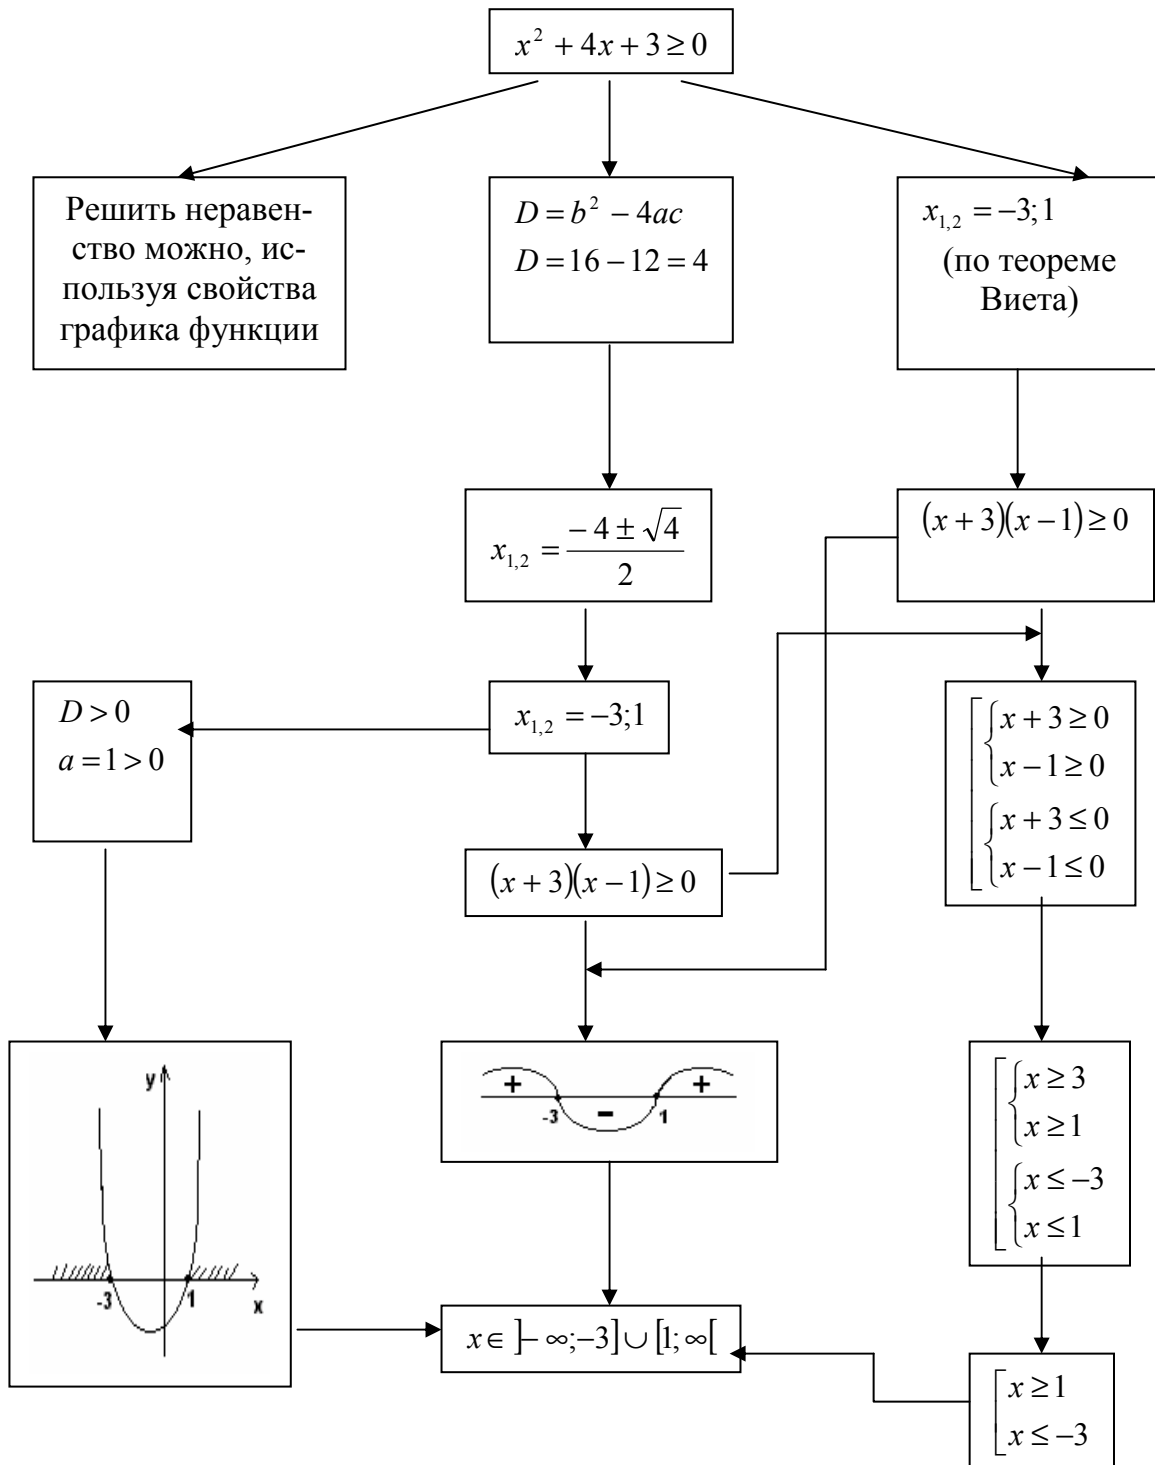 x² + 4x + 3 ≥ 0
Решить неравен-
ство можно, ис-
пользуя свойства
графика функции
D = b² − 4ac
D = 16 − 12 = 4
x₁,₂ = −3;1
(по теореме
Виета)
x₁,₂ = (−4 ± √4)/2
(x + 3)(x − 1) ≥ 0
D > 0
a = 1 > 0
x₁,₂ = −3;1
x + 3 ≥ 0
x − 1 ≥ 0
x + 3 ≤ 0
x − 1 ≤ 0
(x + 3)(x − 1) ≥ 0
y
-3
1
x
+
+
-3
−
1
x ≥ 3
x ≥ 1
x ≤ −3
x ≤ 1
x ∈ ]− ∞;−3] ∪ [1; ∞[
x ≥ 1
x ≤ −3